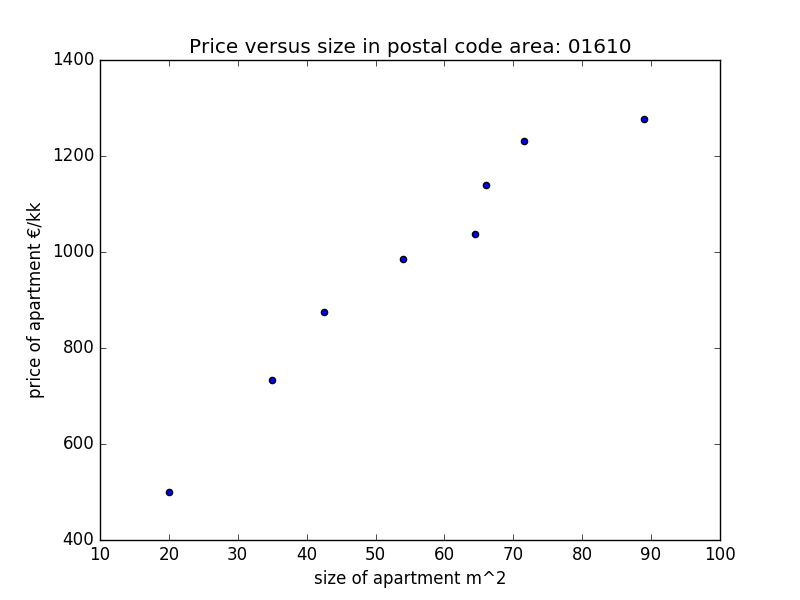 Price versus size in postal code area: 01610
1400
1200
1000
800
600
400
price of apartment €/kk
10 20 30 40 50 60 70 80 90 100
size of apartment m^2